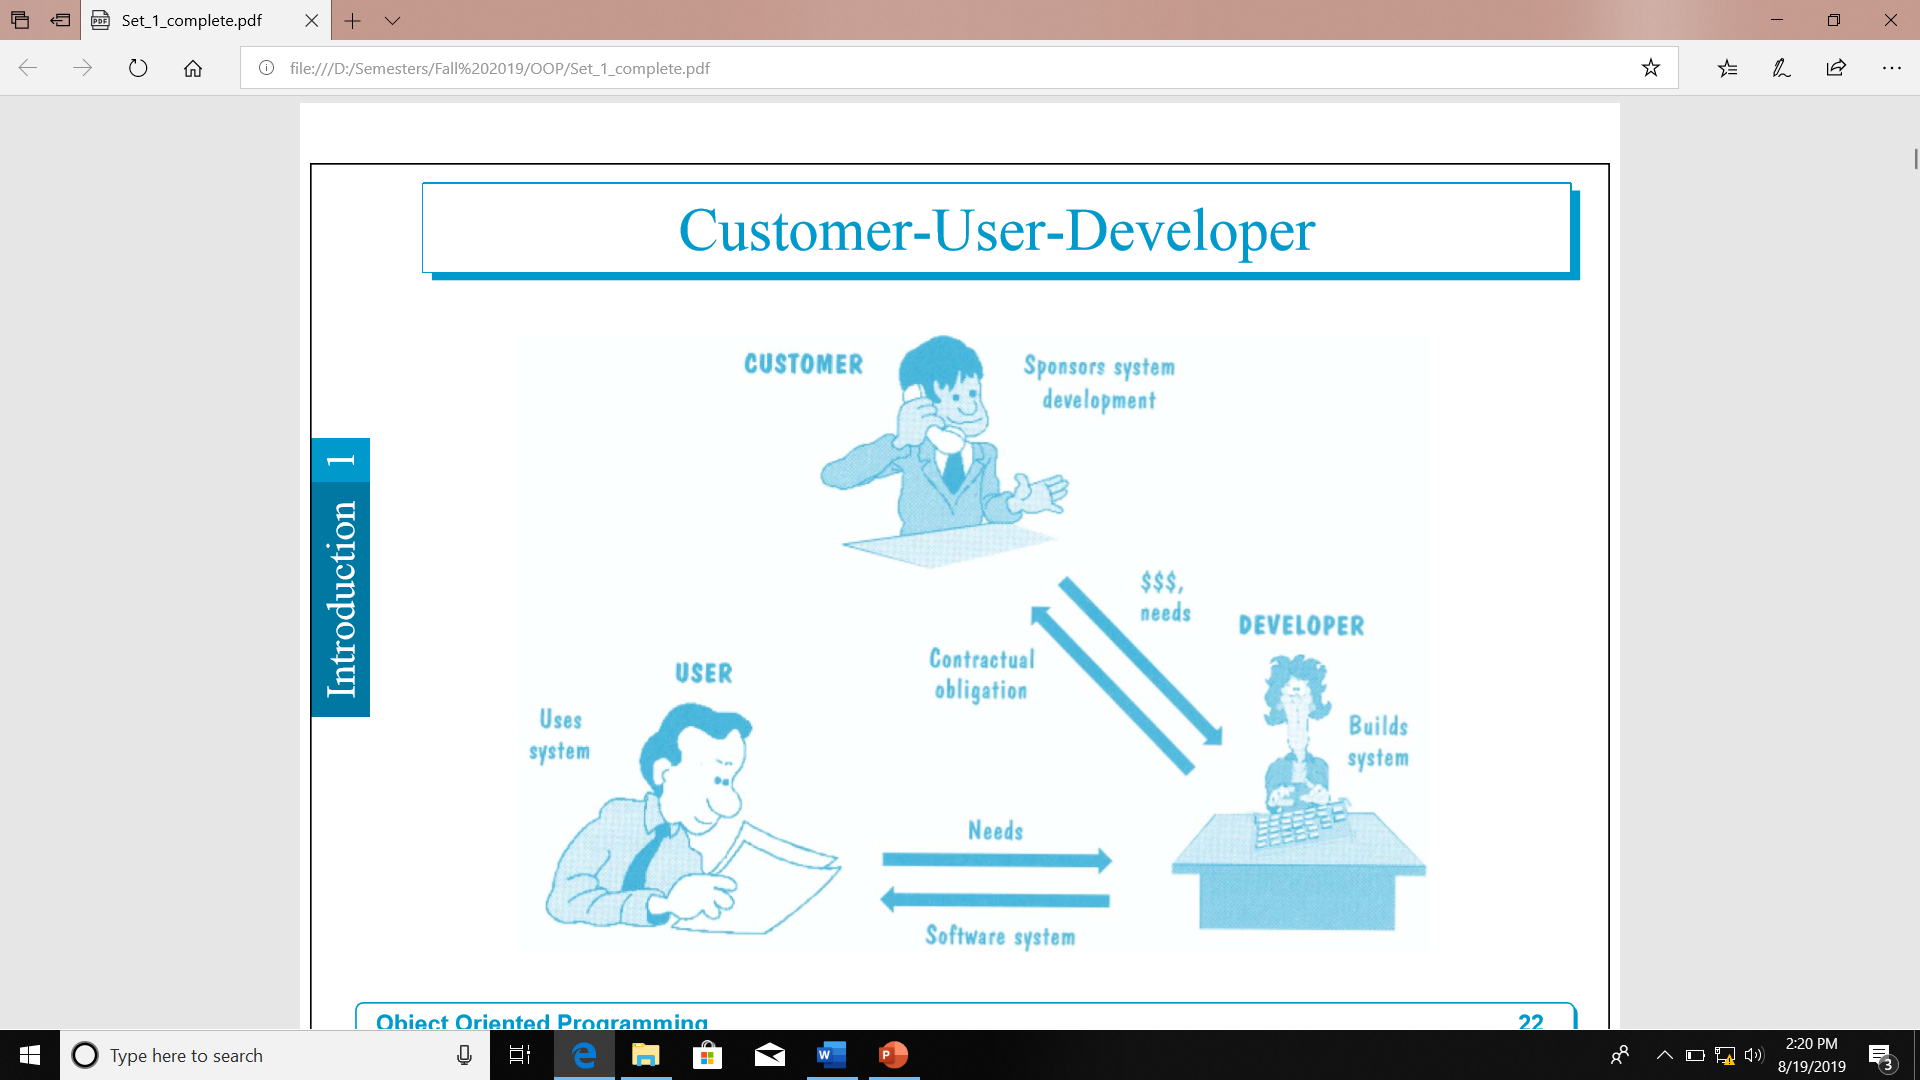 Set_1_complete.pdf
file:///D:/Semesters/Fall%202019/OOP/Set_1_complete.pdf
Customer-User-Developer
CUSTOMER
Sponsors system
development
Introduction 1
$$$,
needs
DEVELOPER
Contractual
obligation
USER
Uses
system
Builds
system
Needs
Software system
Object Oriented Programming
22
Type here to search
2:20 PM
8/19/2019
3